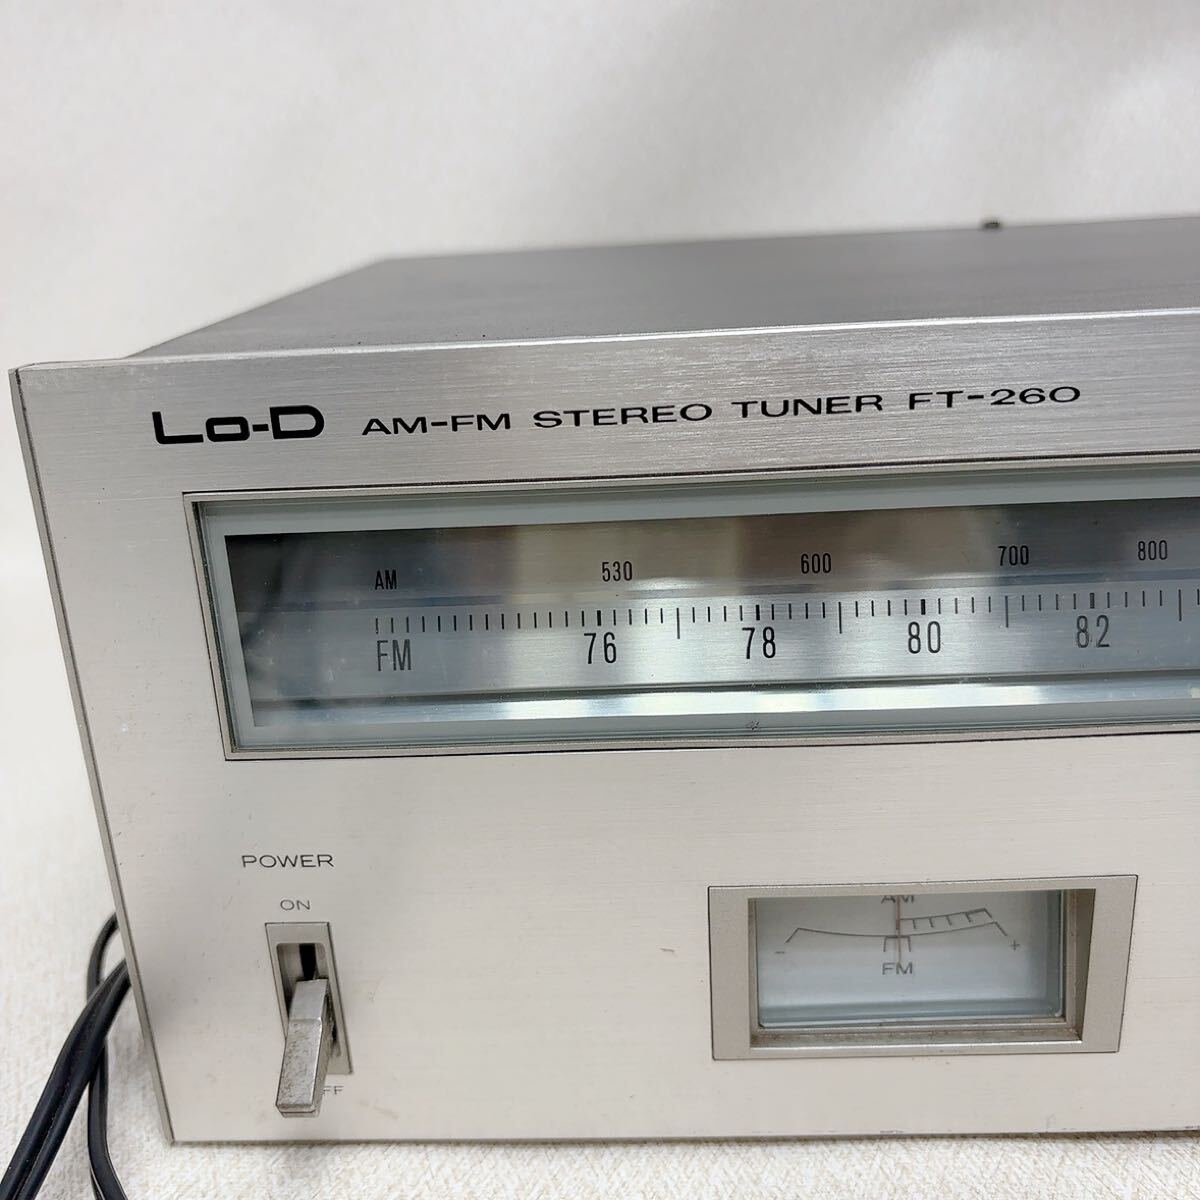 Lo-D AM-FM STEREO TUNER FT-260
AM 530 600 700 800
FM 76 78 80 82
POWER
ON
FF
AM
- +
FM